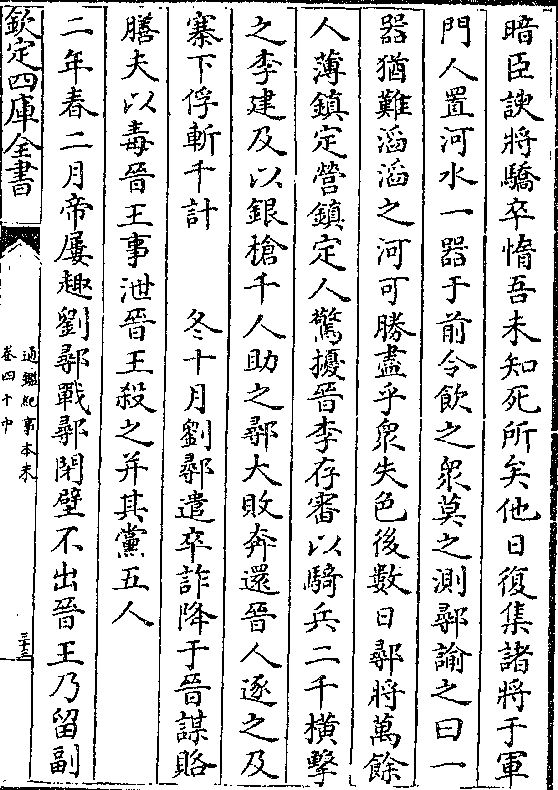 暗臣諛將驕卒惰吾未知死所矣他日復集諸將于軍
門人置河水一器于前令飲之衆莫之測鄩諭之曰一
器猶難滔滔之河可勝盡乎衆失色後數日鄩將萬餘
人薄鎮定營鎮定人驚擾晉李存審以騎兵二千横擊
之李建及以銀槍千人助之鄩大敗奔還晉人逐之及
寨下俘斬千計　冬十月劉鄩遣卒詐降于晉謀賂
膳夫以毒晉王事泄晉王殺之并其黨五人
二年春二月帝屢趣劉鄩戰鄩閉壁不出晉王乃留副
欽定四庫全書
通鑑紀事本末
卷四十中
三十三